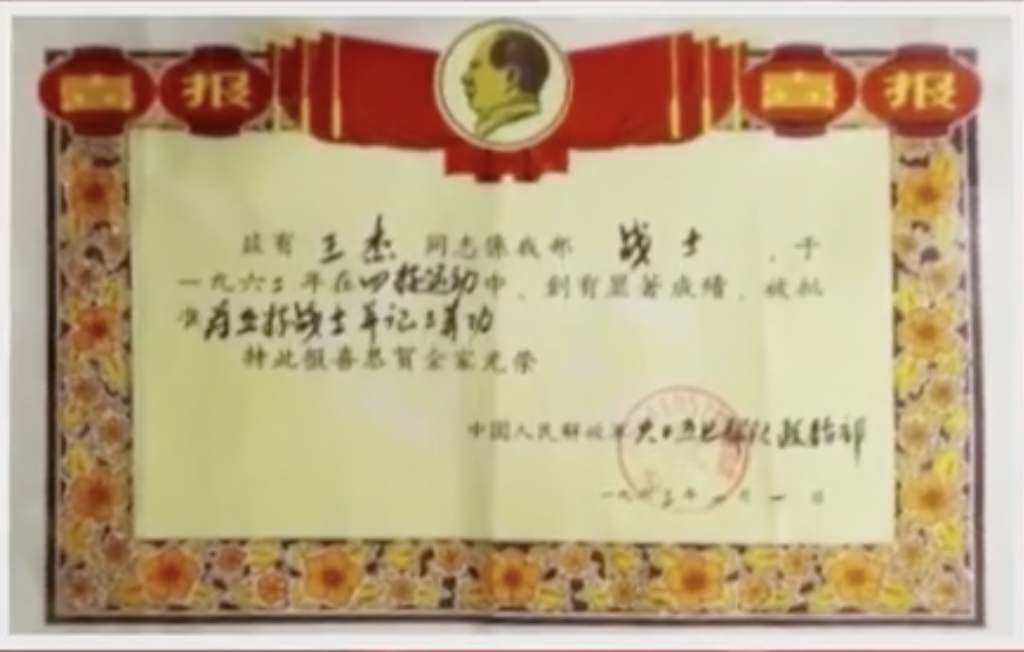 喜报 喜报
兹有 王杰 同志系我部 战士 ，于
一九六二年在四好运动中，创有显著成绩，被批
准为五好战士并记三等功
特此报喜恭贺全家光荣
中国人民解放军
一九六三年一月一日